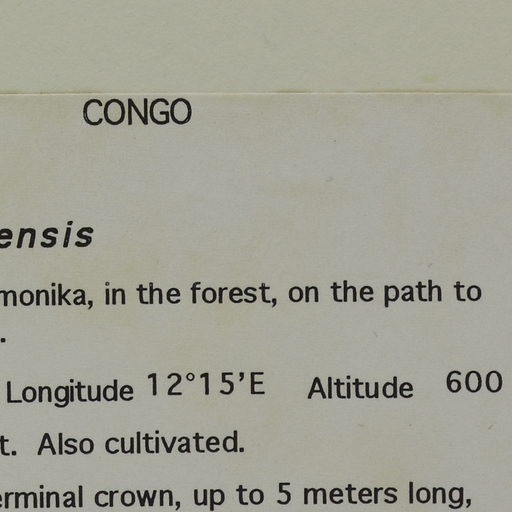 CONGO
ensis
monika, in the forest, on the path to
.
Longitude 12°15'E Altitude 600
t. Also cultivated.
erminal crown, up to 5 meters long,